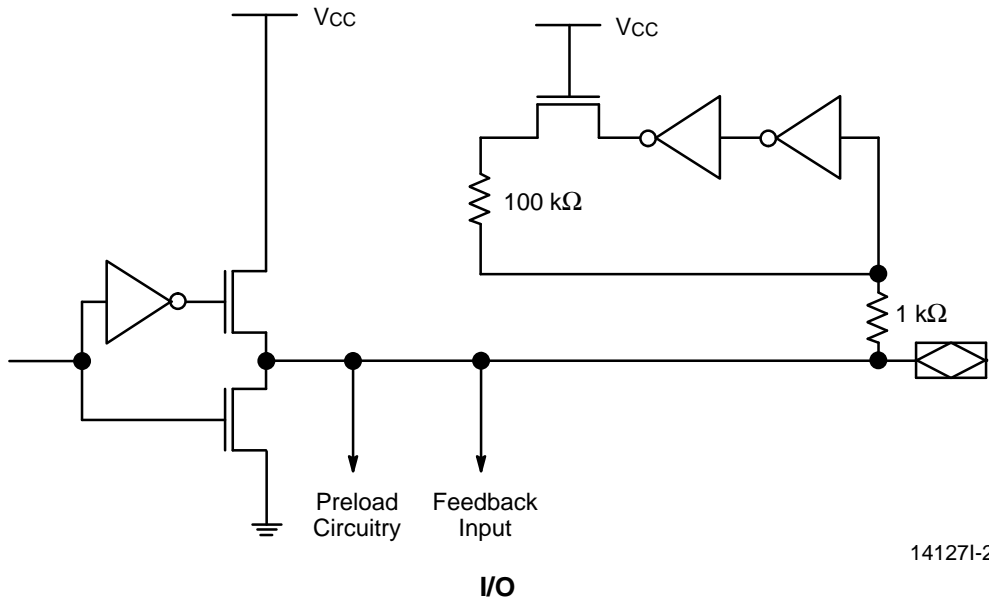 VCC
VCC
100 kΩ
1 kΩ
Preload
Circuitry
Feedback
Input
14127I-2
I/O